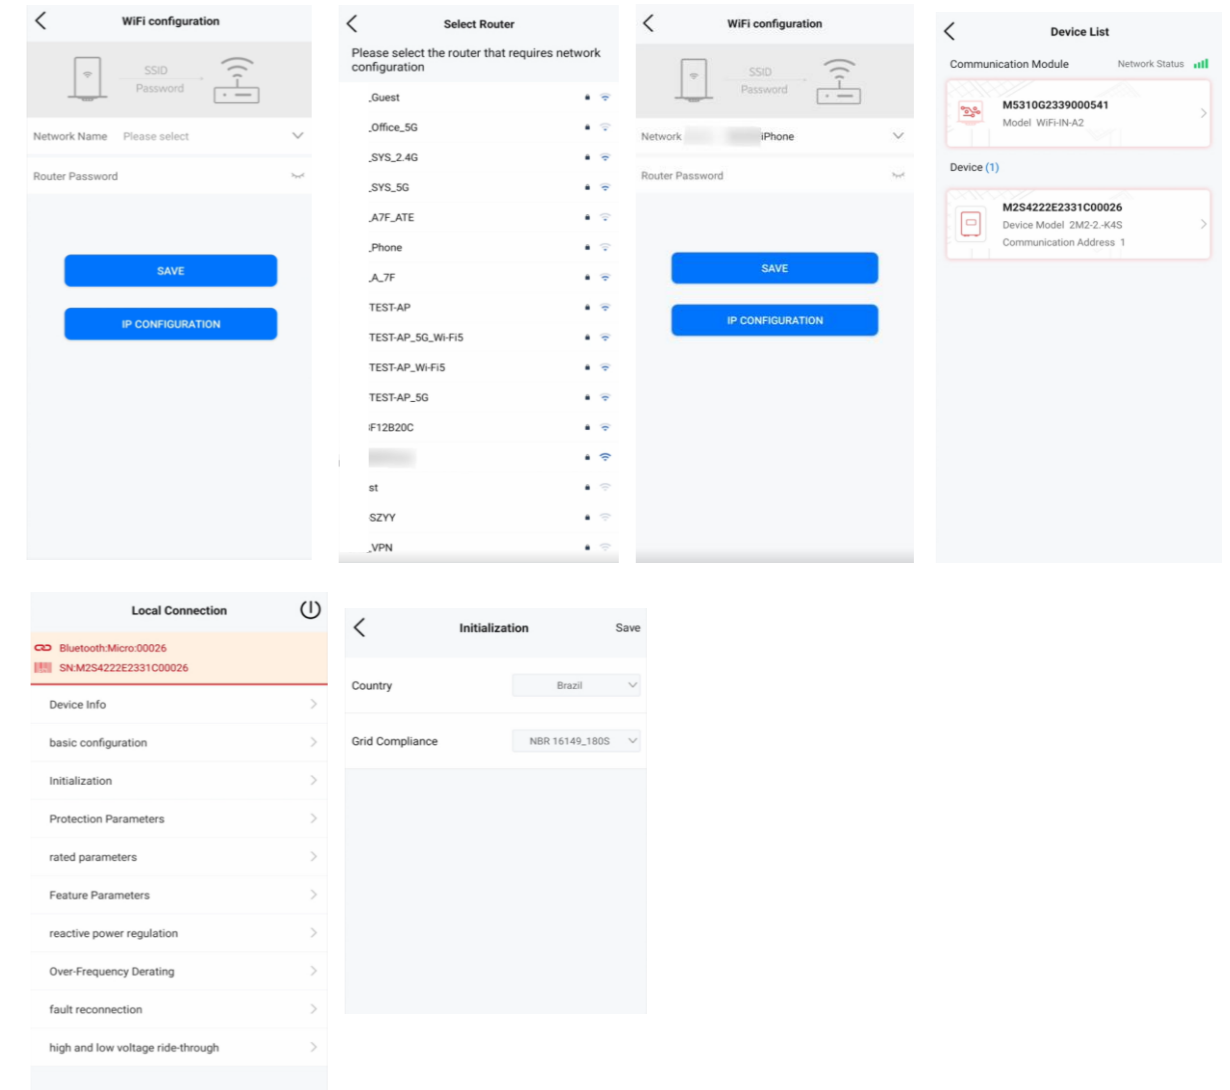 WiFi configuration
SSID
Password
Network Name Please select
Router Password
SAVE
IP CONFIGURATION
Select Router
Please select the router that requires network
configuration
_Guest
_Office_5G
_SYS_2.4G
_SYS_5G
_A7F_ATE
_Phone
_A_7F
TEST-AP
TEST-AP_5G_Wi-Fi5
TEST-AP_Wi-Fi5
TEST-AP_5G
F12B20C
st
SZYY
_VPN
WiFi configuration
SSID
Password
Network iPhone
Router Password
SAVE
IP CONFIGURATION
Device List
Communication Module Network Status
M5310G2339000541
Model WiFi-IN-A2
Device (1)
M2S4222E2331C00026
Device Model 2M2-2.-K4S
Communication Address 1
Local Connection
Bluetooth:Micro:00026
SN:M2S4222E2331C00026
Device Info
basic configuration
Initialization
Protection Parameters
rated parameters
Feature Parameters
reactive power regulation
Over-Frequency Derating
fault reconnection
high and low voltage ride-through
Initialization Save
Country Brazil
Grid Compliance NBR 16149_180S